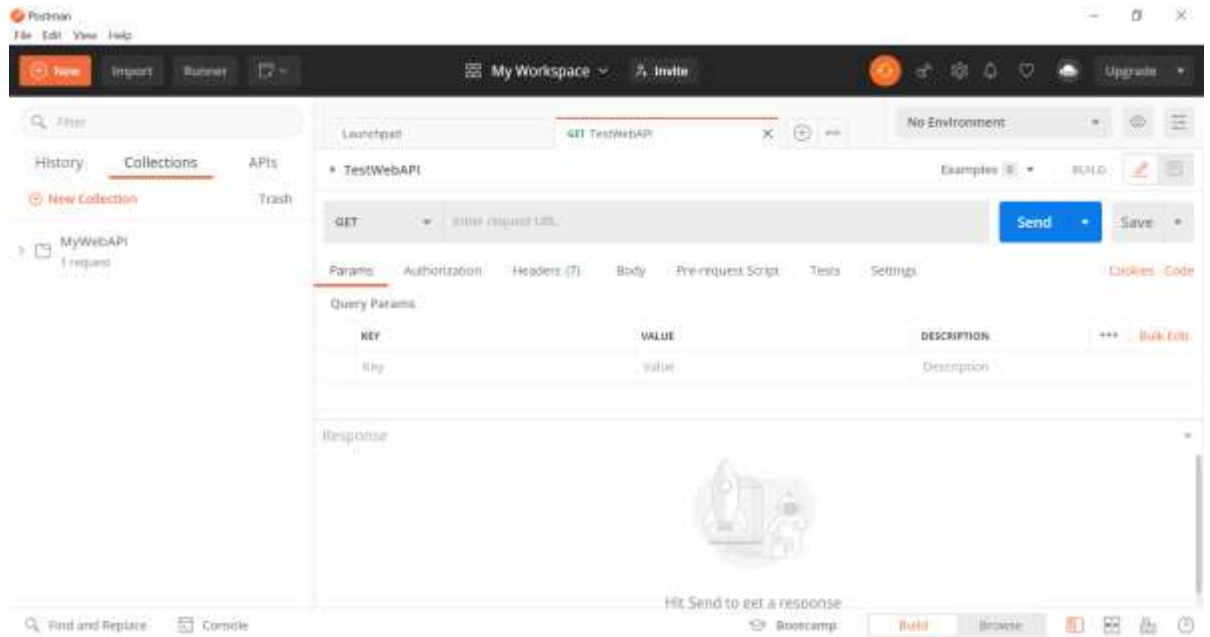 Postman
File Edit View Help
New Import Runner My Workspace Invite Upgrade
Filter
History Collections APIs
New Collection Trash
MyWebAPI
1 request
Launchpad GET TestWebAPI No Environment
TestWebAPI Examples 0 BUILD
GET Enter request URL Send Save
Params Authorization Headers (7) Body Pre-request Script Tests Settings Cookies Code
Query Params
KEY VALUE DESCRIPTION Bulk Edit
Key Value Description
Response
Hit Send to get a response
Find and Replace Console Bootcamp Build Browse